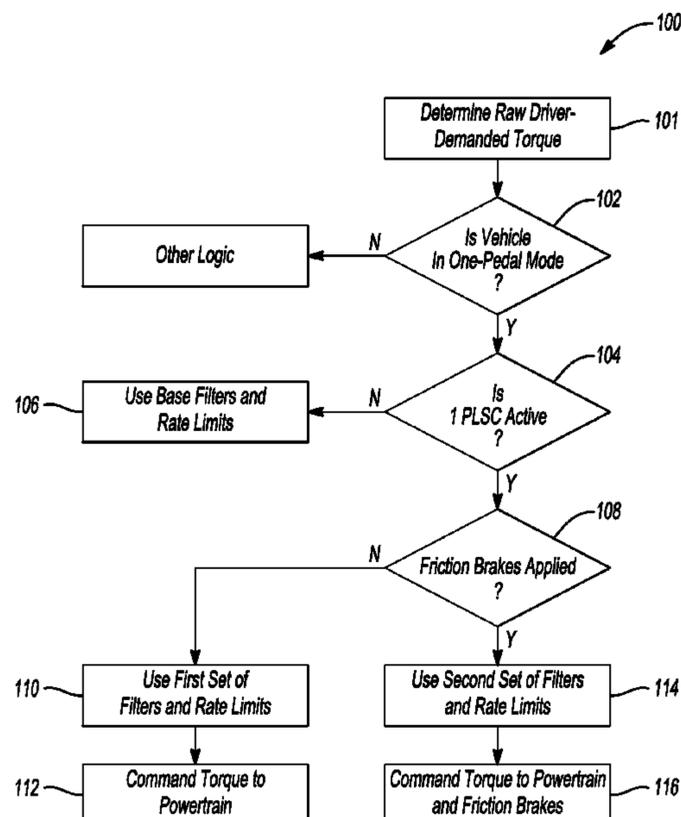 100
Determine Raw Driver-
Demanded Torque
101
102
Is Vehicle
In One-Pedal Mode
?
N
Other Logic
Y
104
Is
1 PLSC Active
?
N
106
Use Base Filters and
Rate Limits
Y
108
Friction Brakes Applied
?
N
Y
110
Use First Set of
Filters and Rate Limits
Use Second Set of Filters
and Rate Limits
114
112
Command Torque to
Powertrain
Command Torque to Powertrain
and Friction Brakes
116